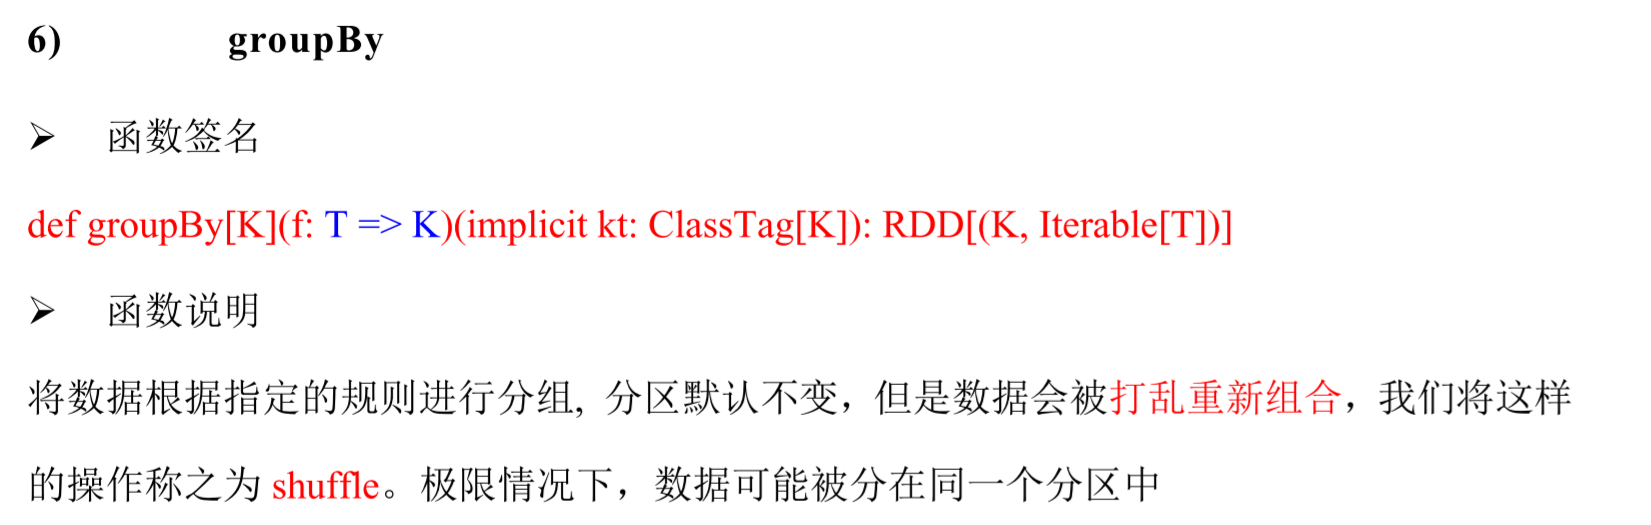 6) groupBy
➢ 函数签名
def groupBy[K](f: T => K)(implicit kt: ClassTag[K]): RDD[(K, Iterable[T])]
➢ 函数说明
将数据根据指定的规则进行分组, 分区默认不变，但是数据会被打乱重新组合，我们将这样
的操作称之为 shuffle。极限情况下，数据可能被分在同一个分区中